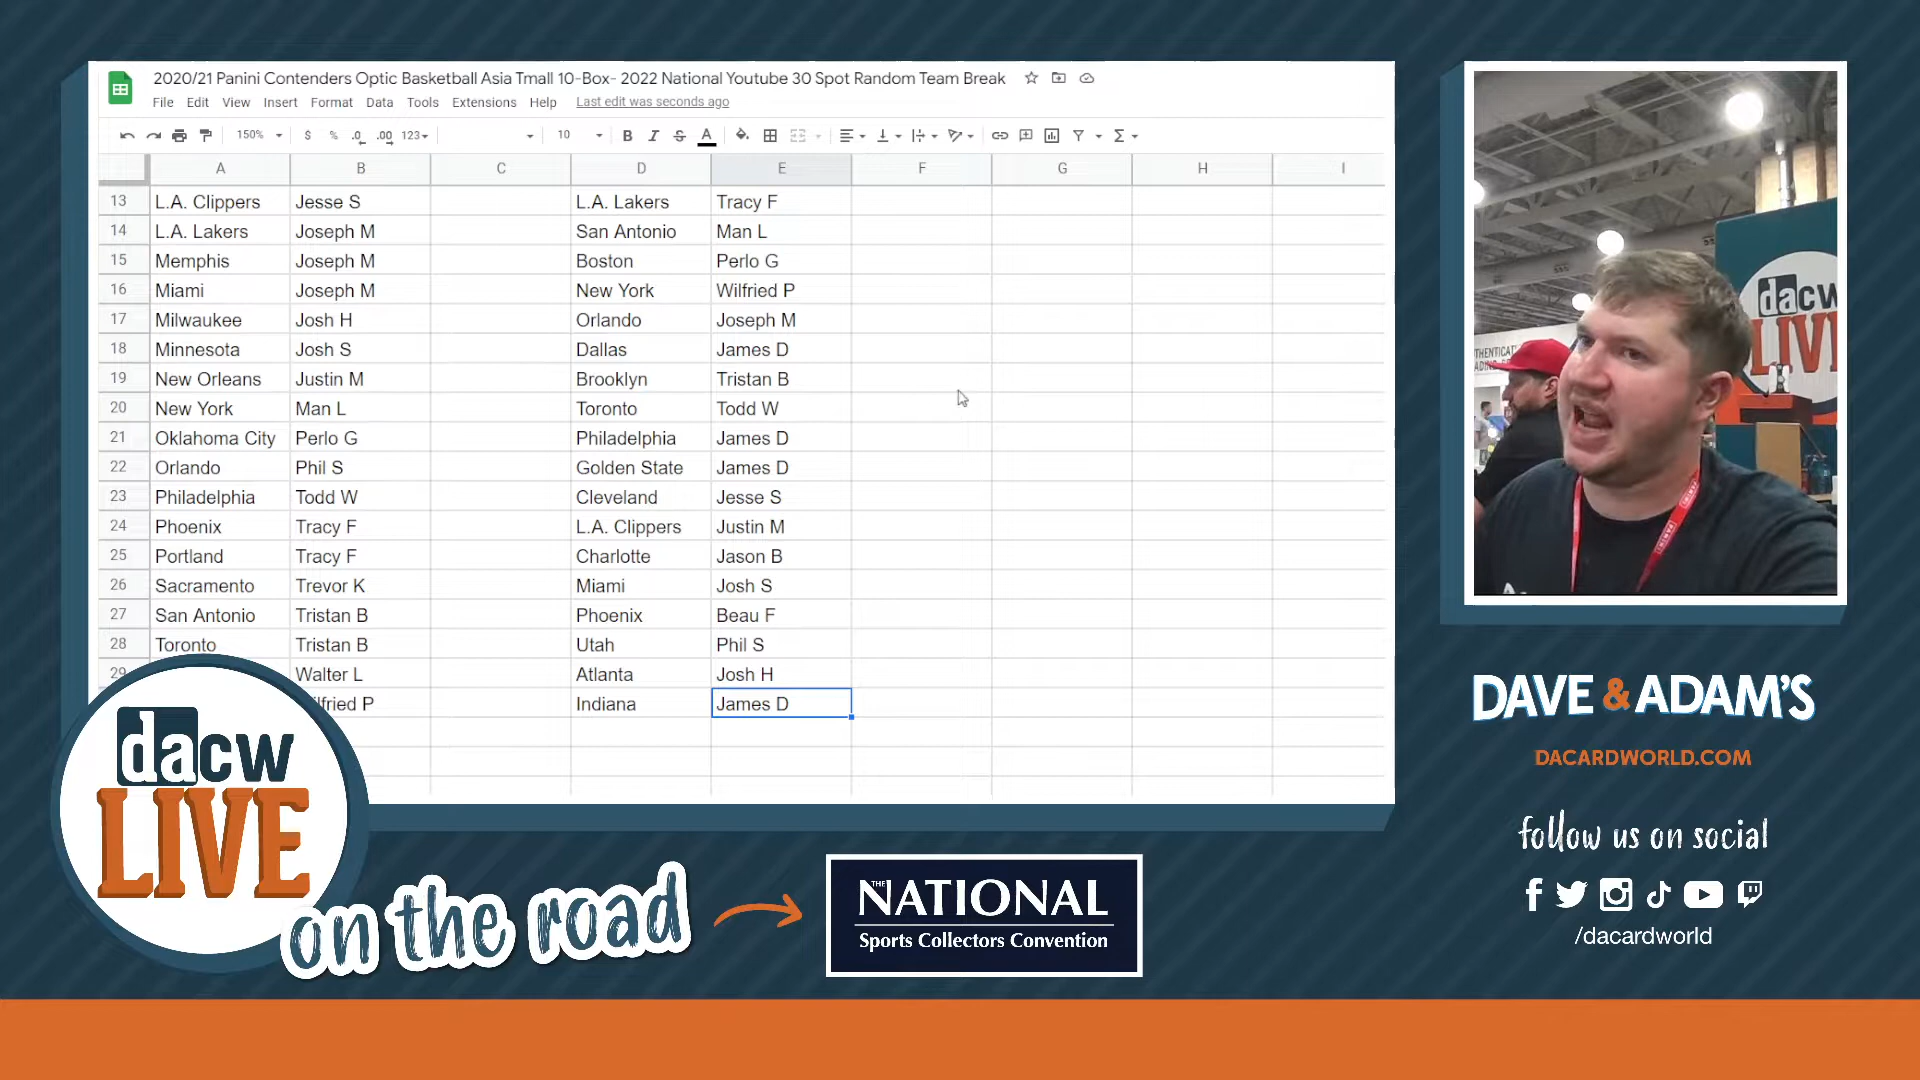 2020/21 Panini Contenders Optic Basketball Asia Tmall 10-Box- 2022 National Youtube 30 Spot Random Team Break
File Edit View Insert Format Data Tools Extensions Help Last edit was seconds ago
150% $ % .0 .00 123 10 B I S A
A B C D E F G H I
13 L.A. Clippers Jesse S L.A. Lakers Tracy F
14 L.A. Lakers Joseph M San Antonio Man L
15 Memphis Joseph M Boston Perlo G
16 Miami Joseph M New York Wilfried P
17 Milwaukee Josh H Orlando Joseph M
18 Minnesota Josh S Dallas James D
19 New Orleans Justin M Brooklyn Tristan B
20 New York Man L Toronto Todd W
21 Oklahoma City Perlo G Philadelphia James D
22 Orlando Phil S Golden State James D
23 Philadelphia Todd W Cleveland Jesse S
24 Phoenix Tracy F L.A. Clippers Justin M
25 Portland Tracy F Charlotte Jason B
26 Sacramento Trevor K Miami Josh S
27 San Antonio Tristan B Phoenix Beau F
28 Toronto Tristan B Utah Phil S
29 Walter L Atlanta Josh H
lfried P Indiana James D
dacw
LIVE
on the road
THE NATIONAL
Sports Collectors Convention
dacw
LIVE
PANINI
DAVE & ADAM'S
DACARDWORLD.COM
follow us on social
/dacardworld